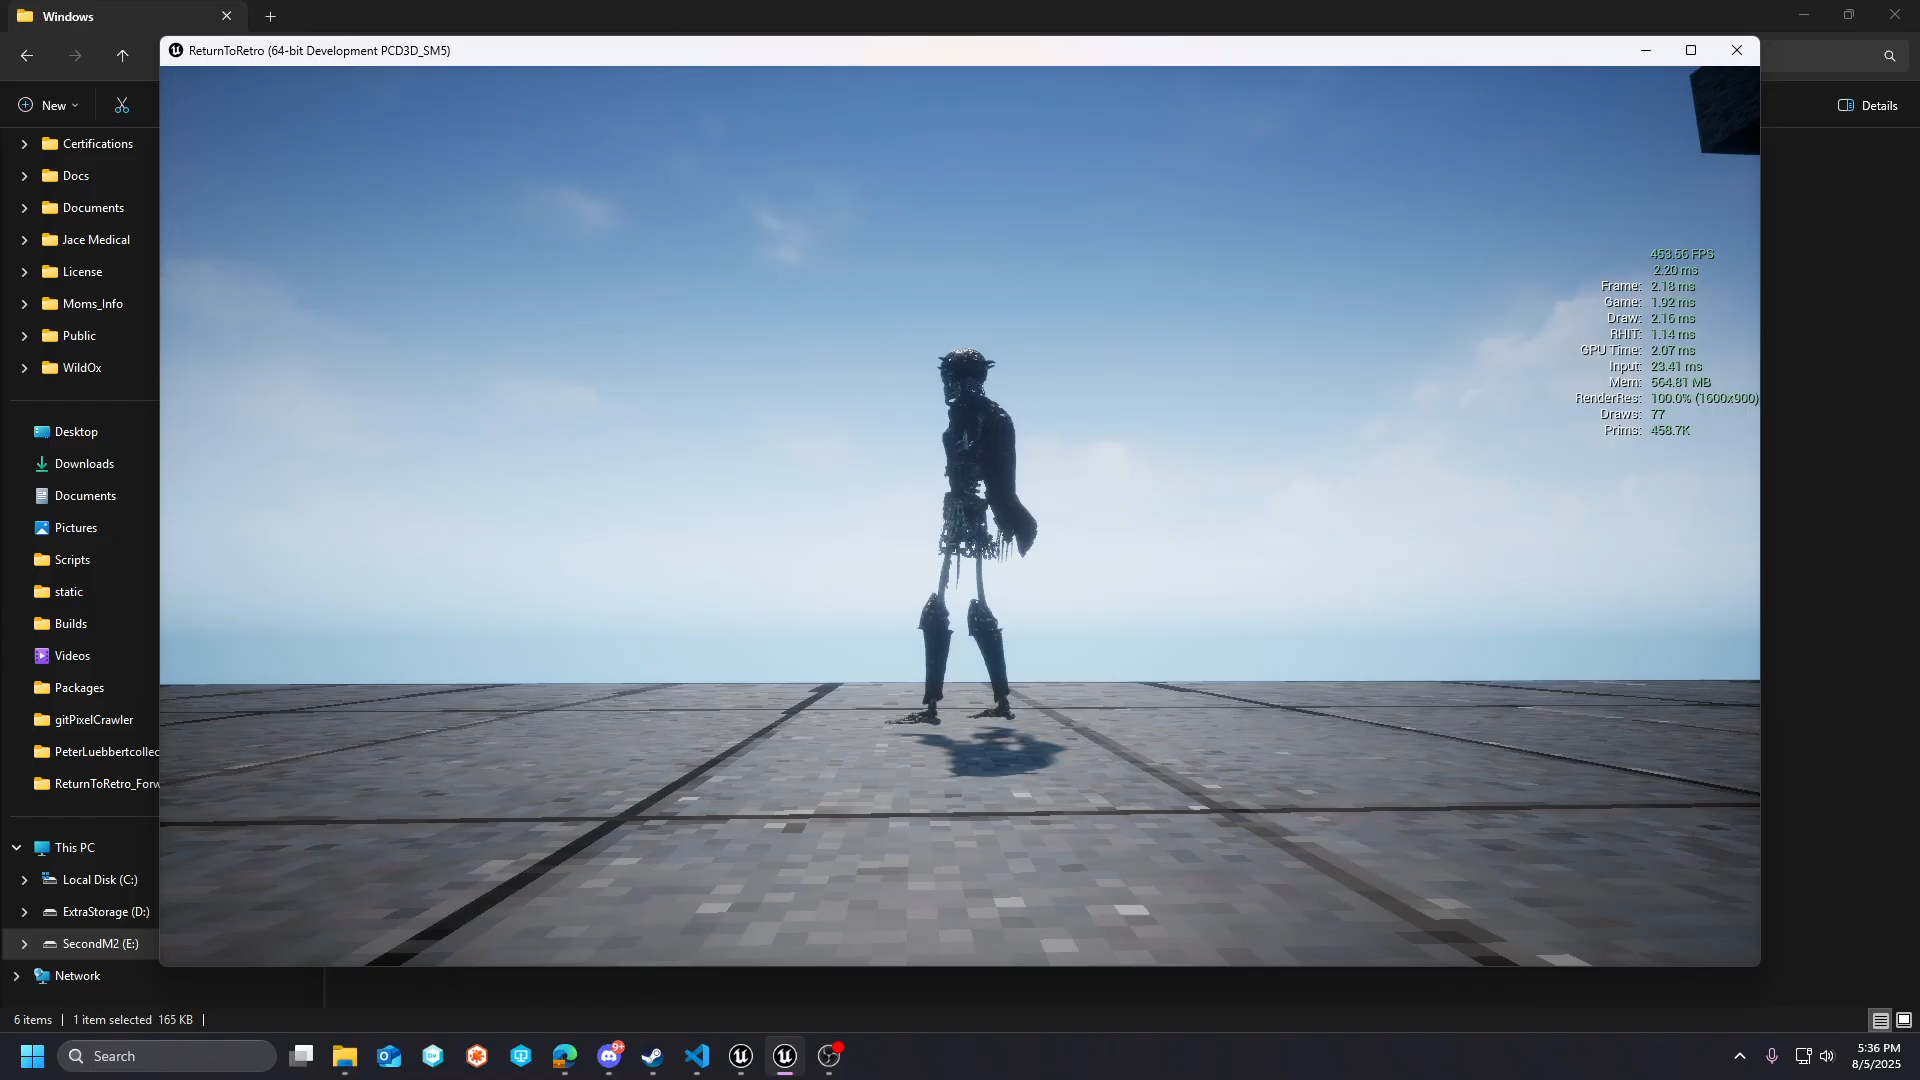 Windows
ReturnToRetro (64-bit Development PCD3D_SM5)
New
Details
Certifications
Docs
Documents
Jace Medical
License
Moms_Info
Public
WildOx
Desktop
Downloads
Documents
Pictures
Scripts
static
Builds
Videos
Packages
gitPixelCrawler
PeterLuebbertcollec
ReturnToRetro_Forw
This PC
Local Disk (C:)
ExtraStorage (D:)
SecondM2 (E:)
Network
453.56 FPS
2.20 ms
Frame: 2.18 ms
Game: 1.92 ms
Draw: 2.16 ms
RHIT: 1.14 ms
GPU Time: 2.07 ms
Input: 23.41 ms
Mem: 564.81 MB
RenderRes: 100.0% (1600x900)
Draws: 77
Prims: 458.7K
6 items | 1 item selected 165 KB |
Search
9+
5:36 PM
8/5/2025